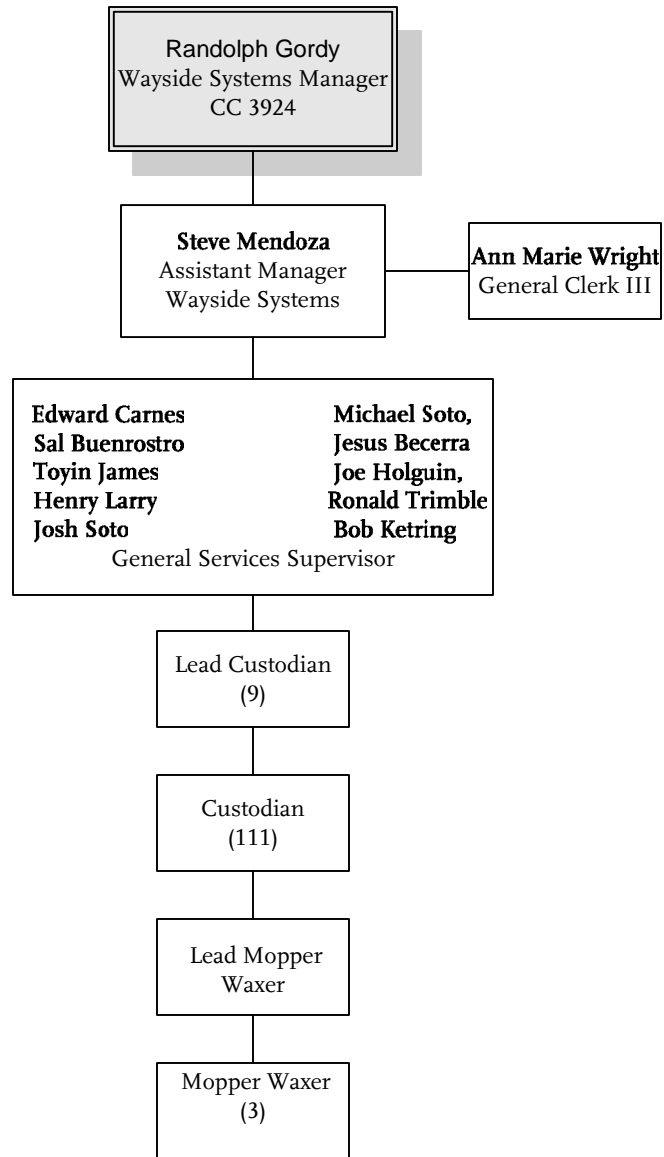 Randolph Gordy
Wayside Systems Manager
CC 3924
Steve Mendoza
Assistant Manager
Wayside Systems
Ann Marie Wright
General Clerk III
Edward Carnes
Sal Buenrostro
Toyin James
Henry Larry
Josh Soto
Michael Soto,
Jesus Becerra
Joe Holguin,
Ronald Trimble
Bob Ketring
General Services Supervisor
Lead Custodian
(9)
Custodian
(111)
Lead Mopper
Waxer
Mopper Waxer
(3)